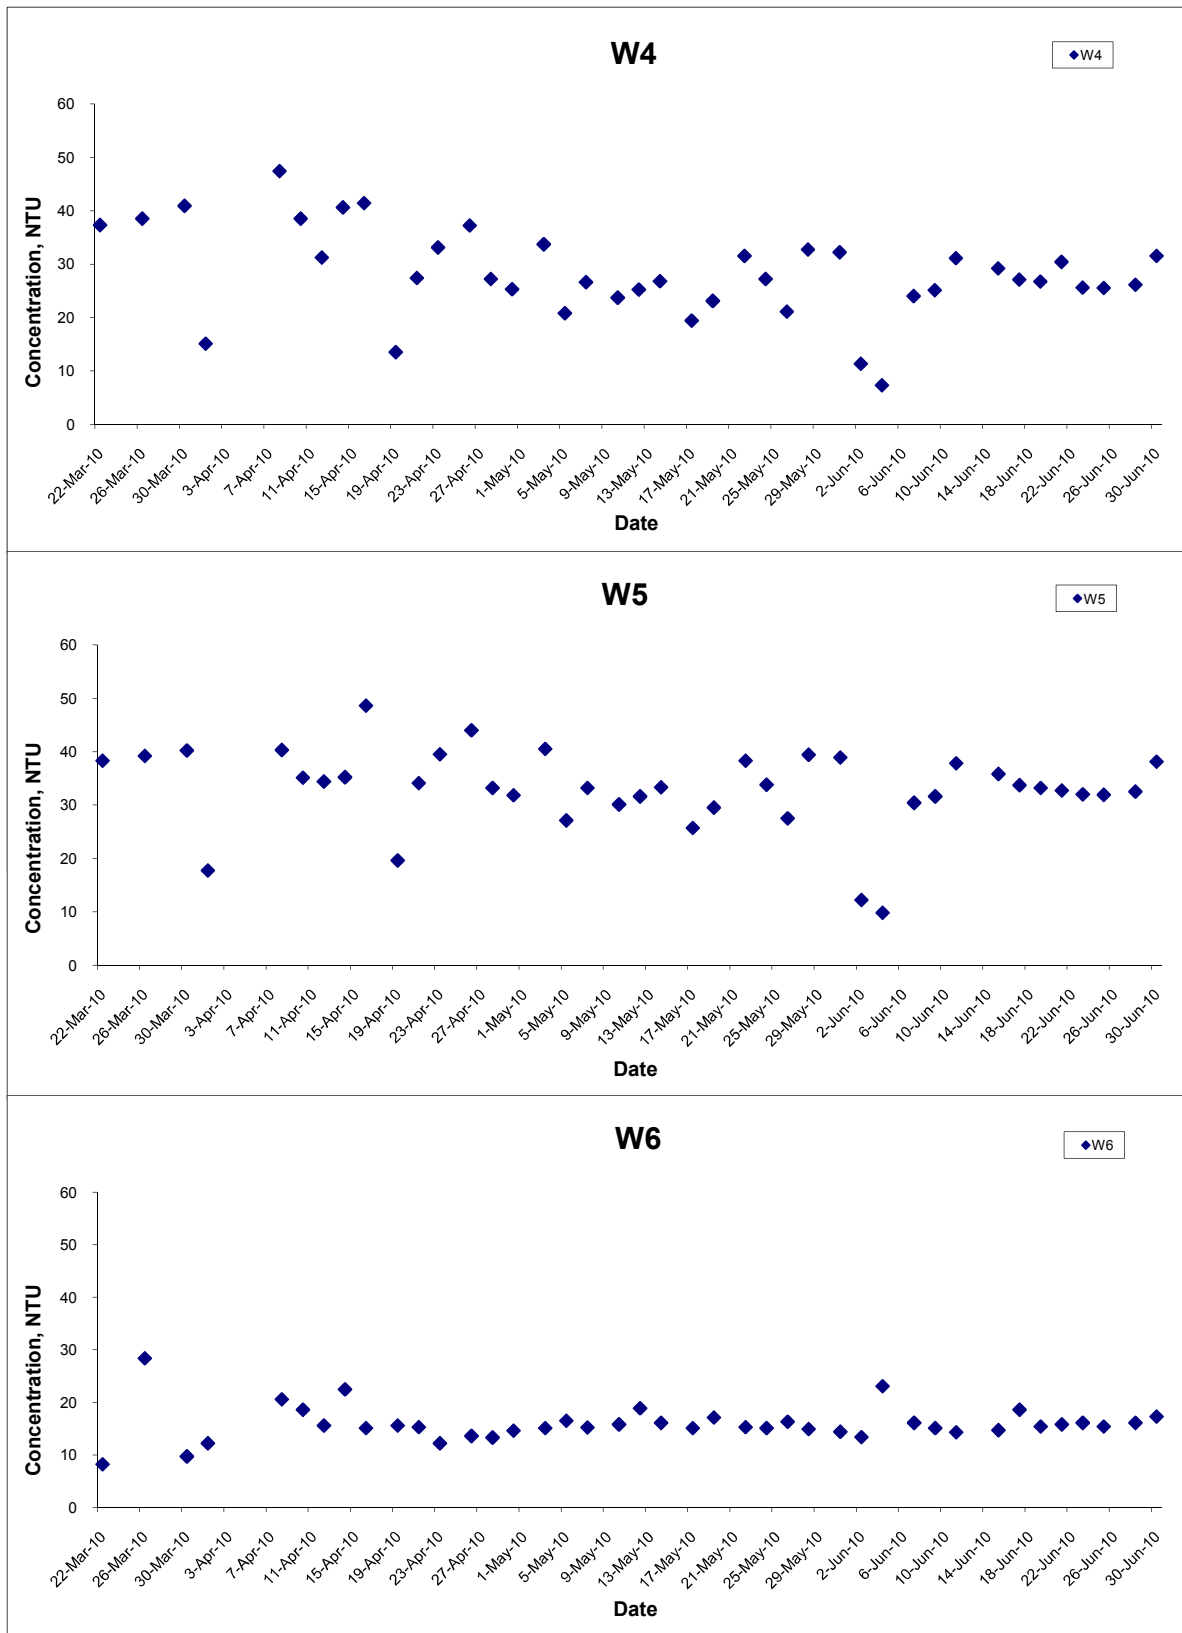 W4
W4
Concentration, NTU
60
50
40
30
20
10
0
22-Mar-10 26-Mar-10 30-Mar-10 3-Apr-10 7-Apr-10 11-Apr-10 15-Apr-10 19-Apr-10 23-Apr-10 27-Apr-10 1-May-10 5-May-10 9-May-10 13-May-10 17-May-10 21-May-10 25-May-10 29-May-10 2-Jun-10 6-Jun-10 10-Jun-10 14-Jun-10 18-Jun-10 22-Jun-10 26-Jun-10 30-Jun-10
Date
W5
W5
Concentration, NTU
60
50
40
30
20
10
0
22-Mar-10 26-Mar-10 30-Mar-10 3-Apr-10 7-Apr-10 11-Apr-10 15-Apr-10 19-Apr-10 23-Apr-10 27-Apr-10 1-May-10 5-May-10 9-May-10 13-May-10 17-May-10 21-May-10 25-May-10 29-May-10 2-Jun-10 6-Jun-10 10-Jun-10 14-Jun-10 18-Jun-10 22-Jun-10 26-Jun-10 30-Jun-10
Date
W6
W6
Concentration, NTU
60
50
40
30
20
10
0
22-Mar-10 26-Mar-10 30-Mar-10 3-Apr-10 7-Apr-10 11-Apr-10 15-Apr-10 19-Apr-10 23-Apr-10 27-Apr-10 1-May-10 5-May-10 9-May-10 13-May-10 17-May-10 21-May-10 25-May-10 29-May-10 2-Jun-10 6-Jun-10 10-Jun-10 14-Jun-10 18-Jun-10 22-Jun-10 26-Jun-10 30-Jun-10
Date